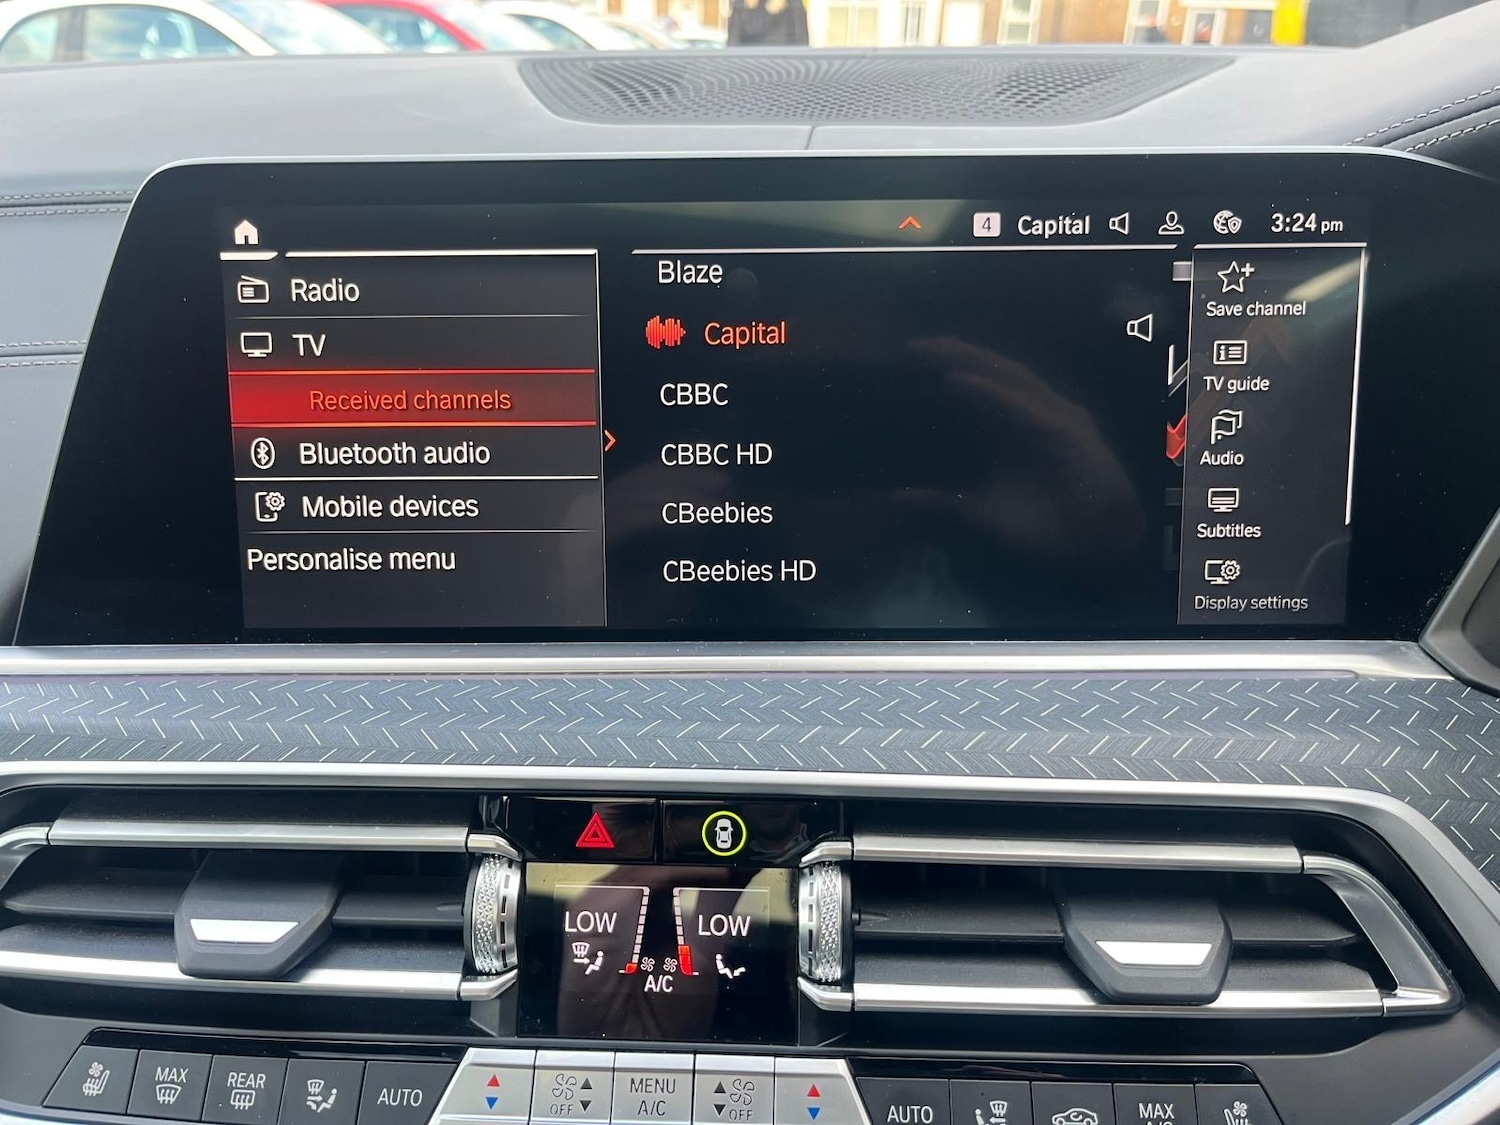 4 Capital 3:24 pm
Radio
TV
Received channels
Bluetooth audio
Mobile devices
Personalise menu
Blaze
Capital
CBBC
CBBC HD
CBeebies
CBeebies HD
Save channel
TV guide
Audio
Subtitles
Display settings
LOW LOW
A/C
MAX
REAR
AUTO
OFF
MENU
A/C
OFF
AUTO
MAX